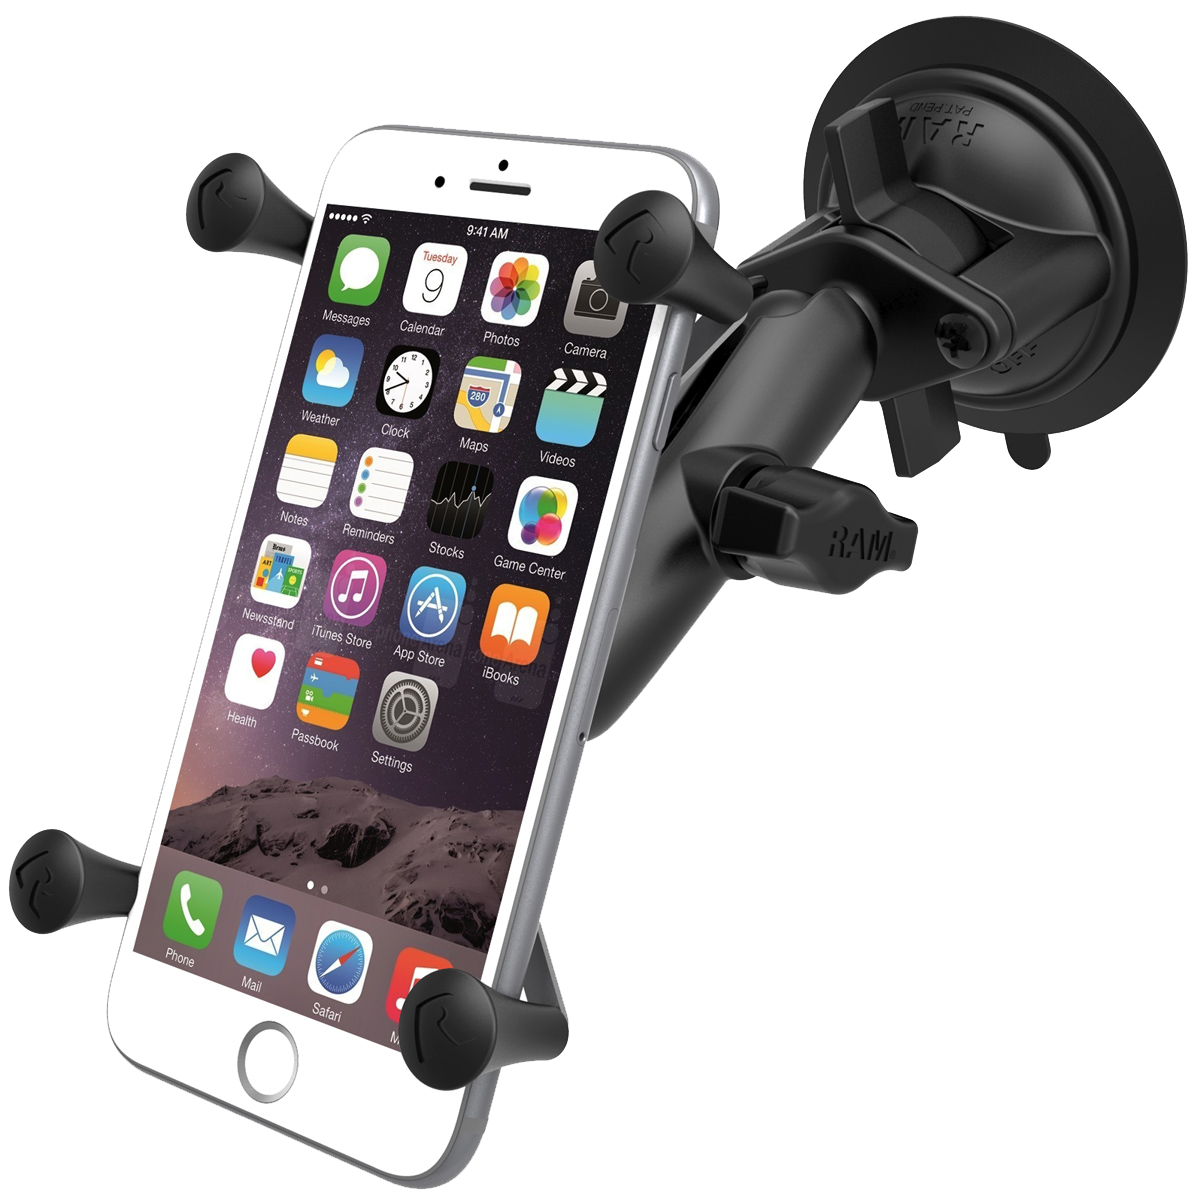 RAM
PAT PEND
OFF
9:41 AM
Tuesday
9
Messages
Calendar
Photos
Camera
280
Weather
Clock
Maps
Videos
Notes
Reminders
Stocks
Game Center
Newsstand
iTunes Store
App Store
iBooks
Health
Passbook
Settings
RAM
Phone
Mail
Safari